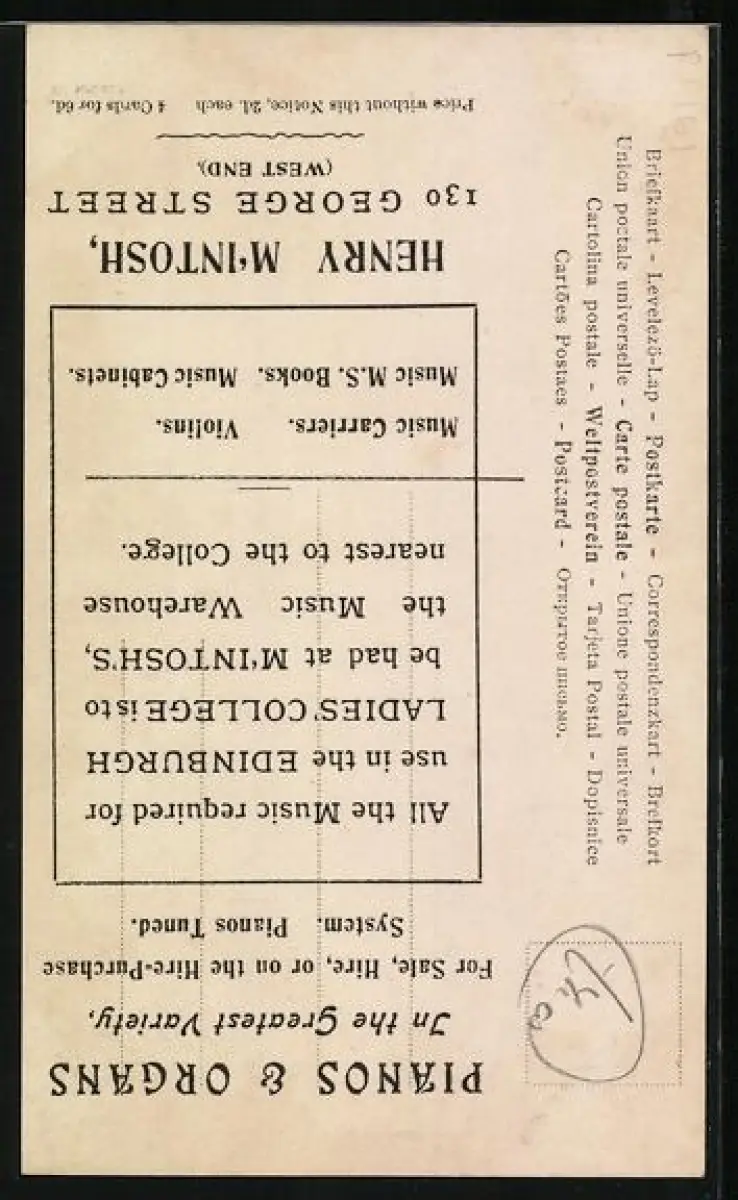 PIANOS & ORGANS
In the Greatest Variety,
For Sale, Hire, or on the Hire-Purchase
System. Pianos Tuned.
All the Music required for
use in the EDINBURGH
LADIES' COLLEGE is to
be had at M'INTOSH'S,
the Music Warehouse
nearest to the College.
Music Carriers. Violins.
Music M.S. Books. Music Cabinets.
HENRY M'INTOSH,
130 GEORGE STREET
(WEST END),
Price without this Notice, 2d. each 4 Cards for 6d.
Briefkaart - Levelezö-Lap - Postkarte - Correspondenzkart - Brefkort
Union postale universelle - Carte postale - Unione postale universale
Cartolina postale - Weltpostverein - Tarjeta Postal - Dopisnice
Cartões Postaes - Postcard - Открытое письмо.